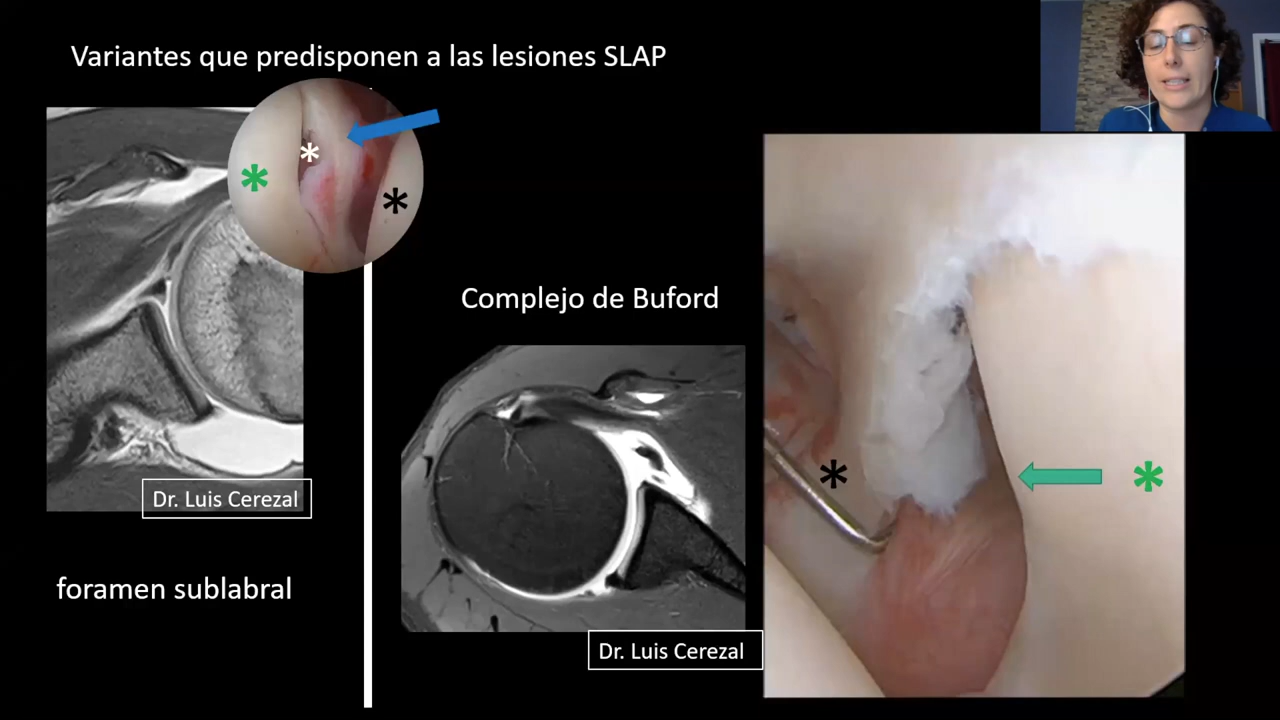 Variantes que predisponen a las lesiones SLAP
Dr. Luis Cerezal
foramen sublabral
Complejo de Buford
Dr. Luis Cerezal